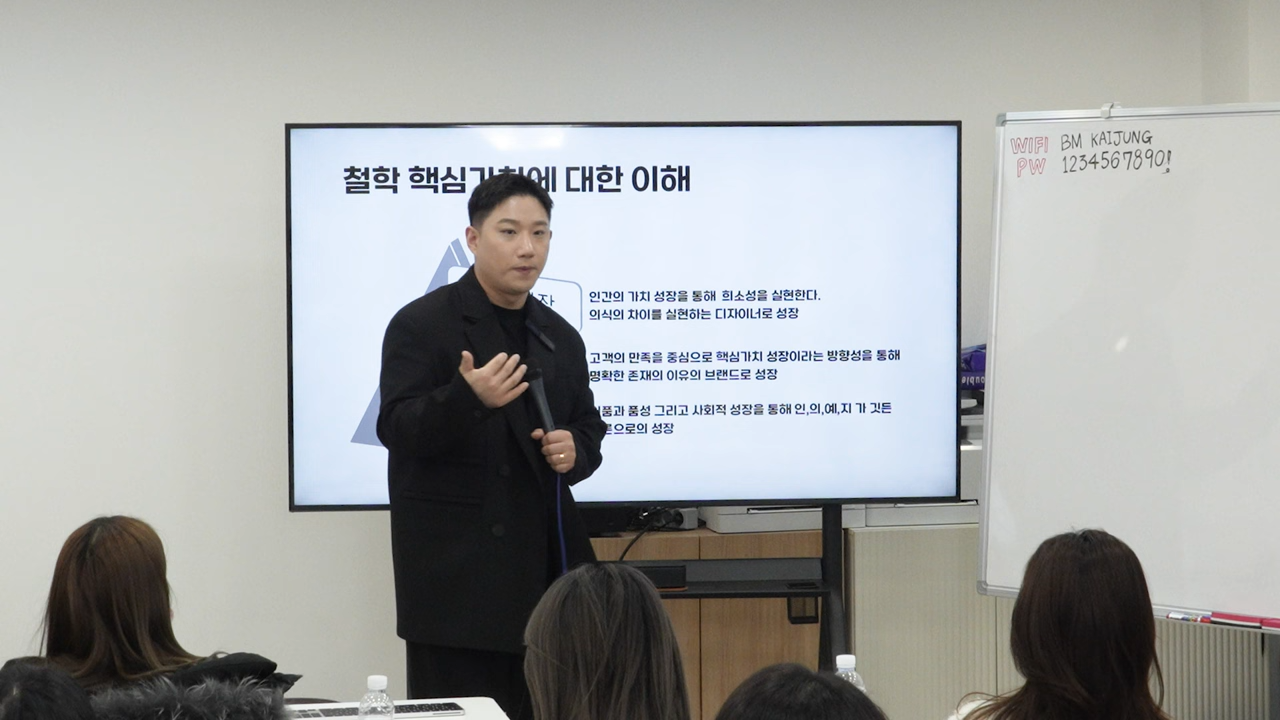 철학 핵심가치에 대한 이해
인간의 가치 성장을 통해 희소성을 실현한다.
의식의 차이를 실현하는 디자이너로 성장
고객의 만족을 중심으로 핵심가치 성장이라는 방향성을 통해
명확한 존재의 이유의 브랜드로 성장
품성 그리고 사회적 성장을 통해 인,의,예,지 가 깃든
성장
WIFI BM KAIJUNG
PW 1234567890!